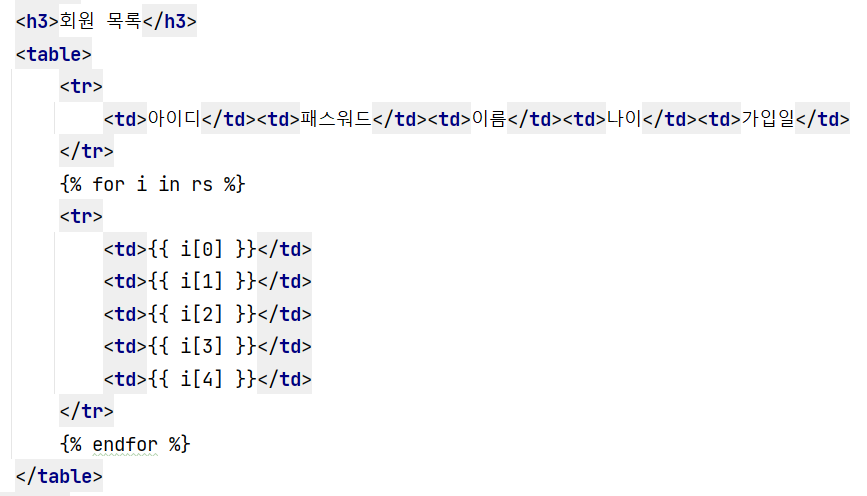 <h3>회원 목록</h3>
<table>
<tr>
<td>아이디</td><td>패스워드</td><td>이름</td><td>나이</td><td>가입일</td>
</tr>
{% for i in rs %}
<tr>
<td>{{ i[0] }}</td>
<td>{{ i[1] }}</td>
<td>{{ i[2] }}</td>
<td>{{ i[3] }}</td>
<td>{{ i[4] }}</td>
</tr>
{% endfor %}
</table>